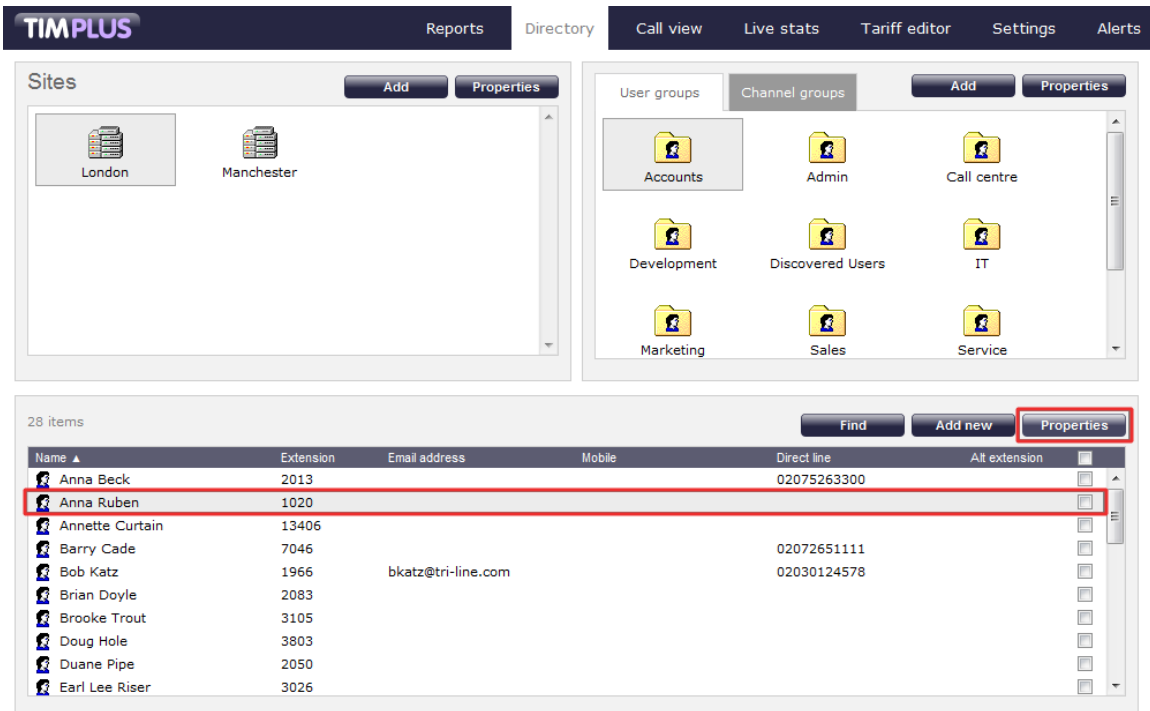 TIMPLUS Reports Directory Call view Live stats Tariff editor Settings Alerts
Sites Add Properties
London Manchester
User groups Channel groups Add Properties
Accounts Admin Call centre
Development Discovered Users IT
Marketing Sales Service
28 items Find Add new Properties
Name ▲ Extension Email address Mobile Direct line Alt extension
Anna Beck 2013 02075263300
Anna Ruben 1020
Annette Curtain 13406
Barry Cade 7046 02072651111
Bob Katz 1966 bkatz@tri-line.com 02030124578
Brian Doyle 2083
Brooke Trout 3105
Doug Hole 3803
Duane Pipe 2050
Earl Lee Riser 3026